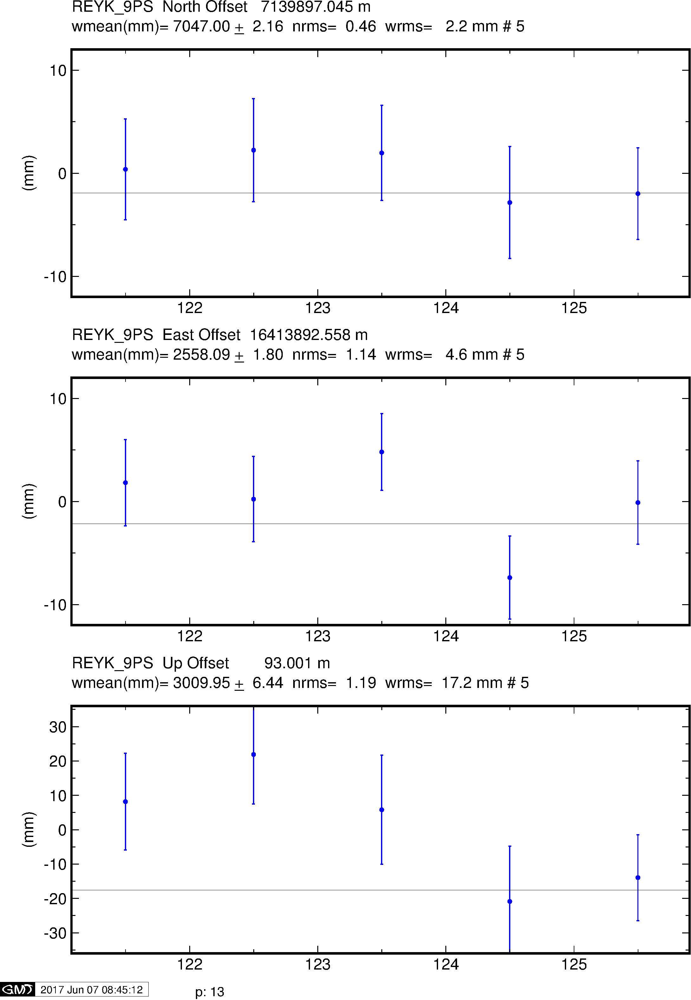 REYK_9PS North Offset 7139897.045 m
wmean(mm)= 7047.00 ± 2.16 nrms= 0.46 wrms= 2.2 mm # 5
10
0
-10
(mm)
122 123 124 125
REYK_9PS East Offset 16413892.558 m
wmean(mm)= 2558.09 ± 1.80 nrms= 1.14 wrms= 4.6 mm # 5
10
0
-10
(mm)
122 123 124 125
REYK_9PS Up Offset 93.001 m
wmean(mm)= 3009.95 ± 6.44 nrms= 1.19 wrms= 17.2 mm # 5
30
20
10
0
-10
-20
-30
(mm)
122 123 124 125
GMT 2017 Jun 07 08:45:12 p: 13